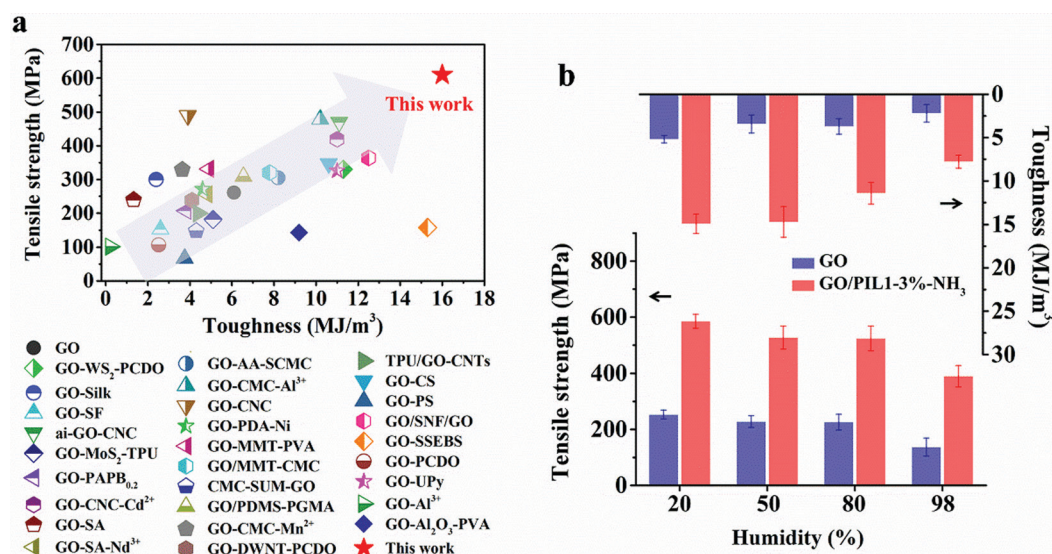 a
Tensile strength (MPa)
700
600
500
400
300
200
100
0
This work
0 2 4 6 8 10 12 14 16 18
Toughness (MJ/m³)
GO
GO-WS₂-PCDO
GO-Silk
GO-SF
ai-GO-CNC
GO-MoS₂-TPU
GO-PAPB₀.₂
GO-CNC-Cd²⁺
GO-SA
GO-SA-Nd³⁺
GO-AA-SCMC
GO-CMC-Al³⁺
GO-CNC
GO-PDA-Ni
GO-MMT-PVA
GO/MMT-CMC
CMC-SUM-GO
GO/PDMS-PGMA
GO-CMC-Mn²⁺
GO-DWNT-PCDO
TPU/GO-CNTs
GO-CS
GO-PS
GO/SNF/GO
GO-SSEBS
GO-PCDO
GO-UPy
GO-Al³⁺
GO-Al₂O₃-PVA
This work
b
0
5
10
15
20
25
30
Toughness (MJ/m³)
GO
GO/PIL1-3%-NH₃
Tensile strength (MPa)
800
600
400
200
0
20 50 80 98
Humidity (%)